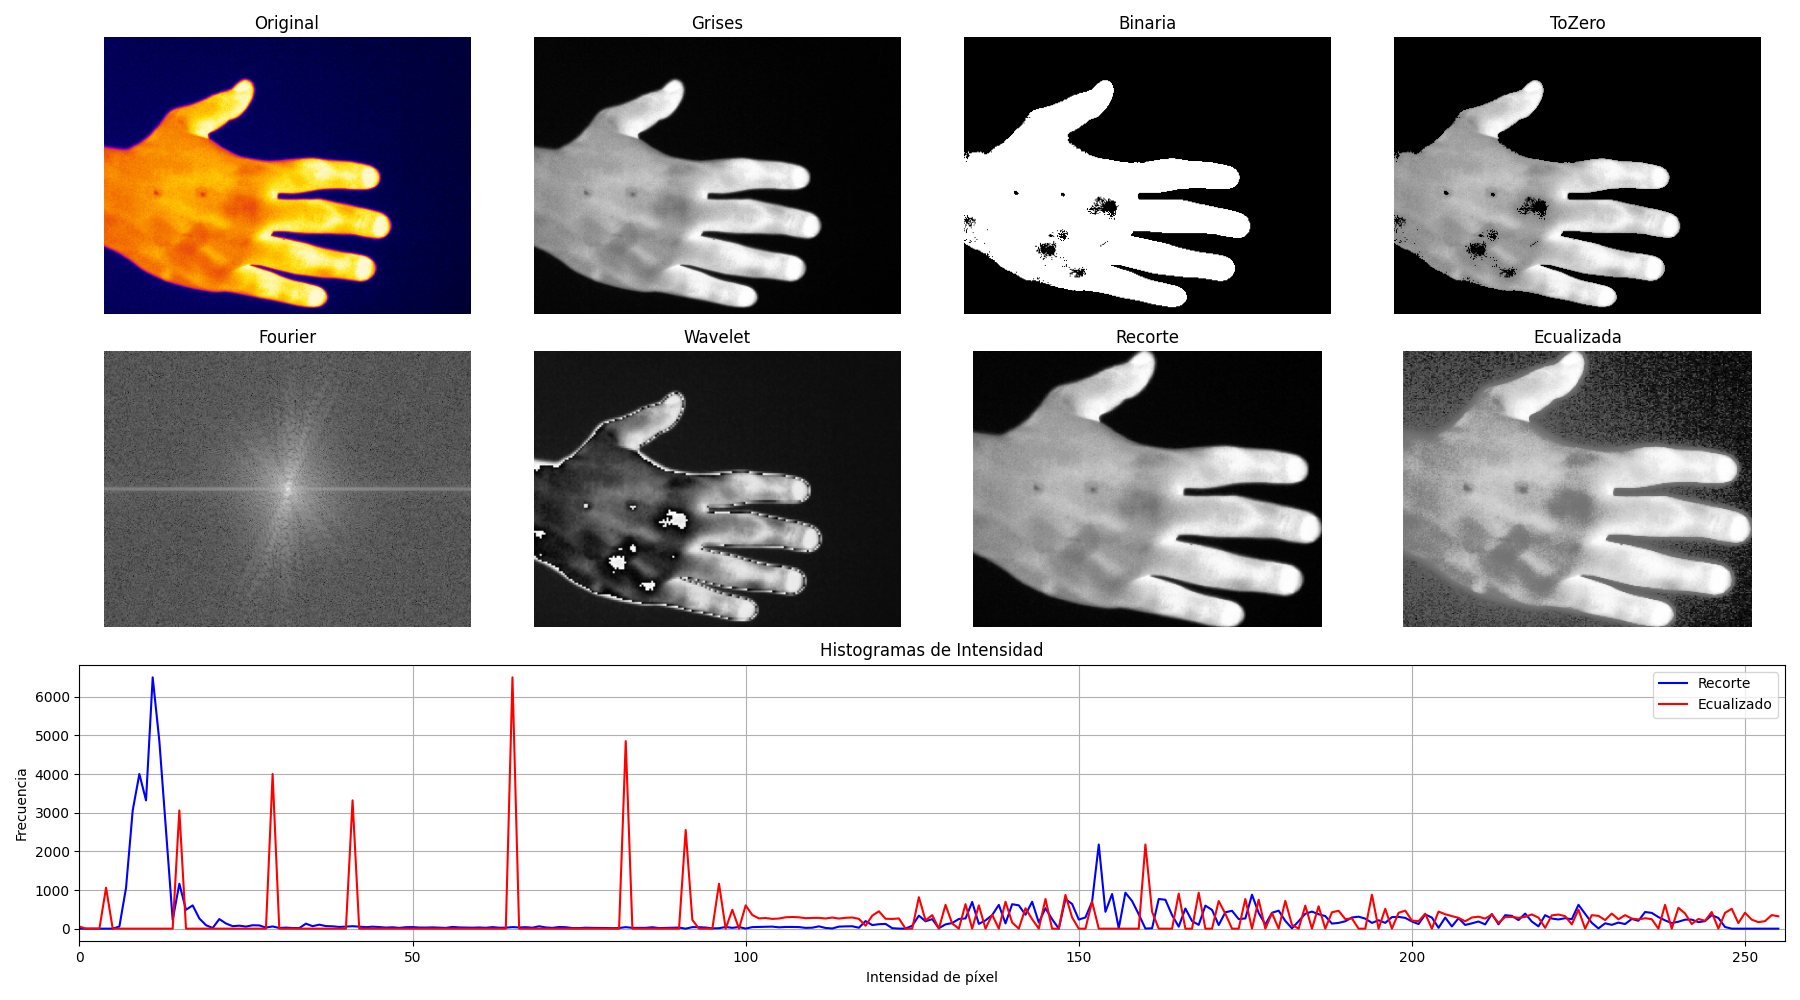 Original
Grises
Binaria
ToZero
Fourier
Wavelet
Recorte
Ecualizada
Histogramas de Intensidad
Frecuencia
6000
5000
4000
3000
2000
1000
0
Recorte
Ecualizado
0
50
100
150
200
250
Intensidad de píxel